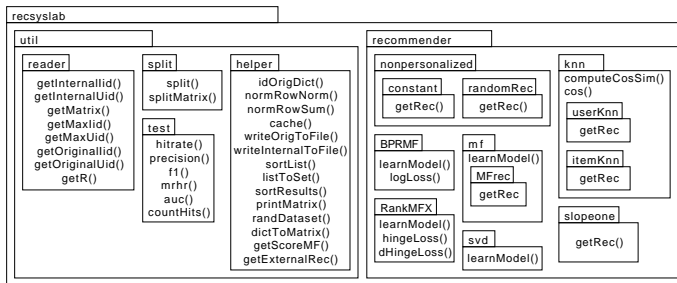 recsyslab
util
reader
getInternalIid()
getInternalUid()
getMatrix()
getMaxIid()
getMaxUid()
getOriginalIid()
getOriginalUid()
getR()
split
split()
splitMatrix()
test
hitrate()
precision()
f1()
mrhr()
auc()
countHits()
helper
idOrigDict()
normRowNorm()
normRowSum()
cache()
writeOrigToFile()
writeInternalToFile()
sortList()
listToSet()
sortResults()
printMatrix()
randDataset()
dictToMatrix()
getScoreMF()
getExternalRec()
recommender
nonpersonalized
constant
getRec()
randomRec
getRec()
knn
computeCosSim()
cos()
userKnn
getRec
itemKnn
getRec
BPRMF
learnModel()
logLoss()
mf
learnModel()
MFrec
getRec
RankMFX
learnModel()
hingeLoss()
dHingeLoss()
svd
learnModel()
slopeone
getRec()